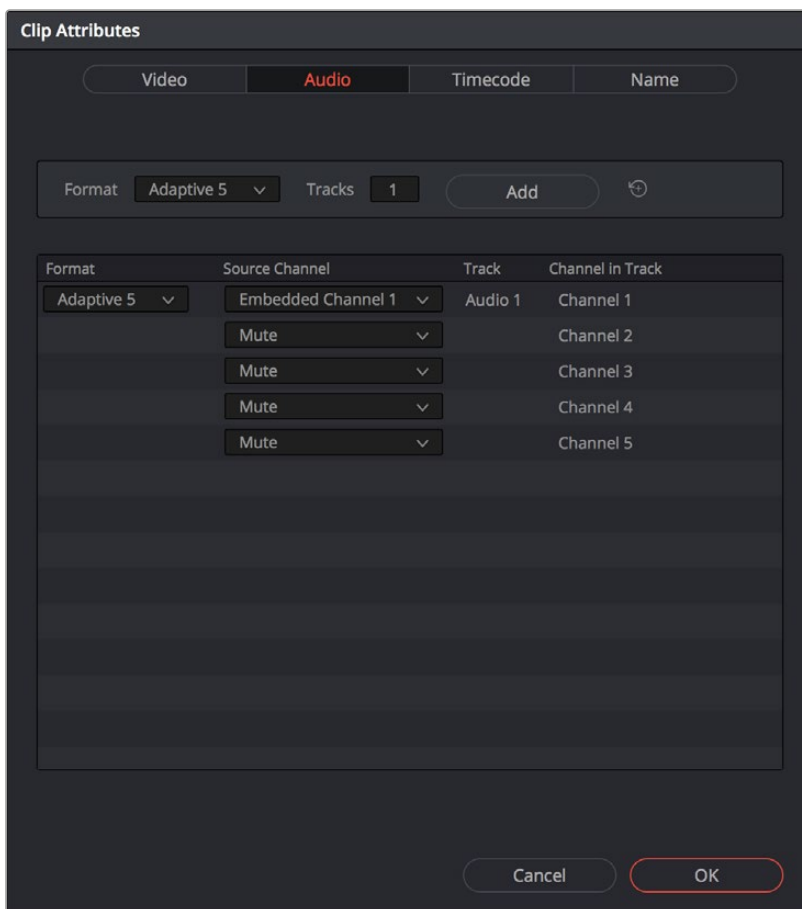 Clip Attributes
Video Audio Timecode Name
Format Adaptive 5 Tracks 1 Add
Format Source Channel Track Channel in Track
Adaptive 5 Embedded Channel 1 Audio 1 Channel 1
Mute Channel 2
Mute Channel 3
Mute Channel 4
Mute Channel 5
Cancel OK